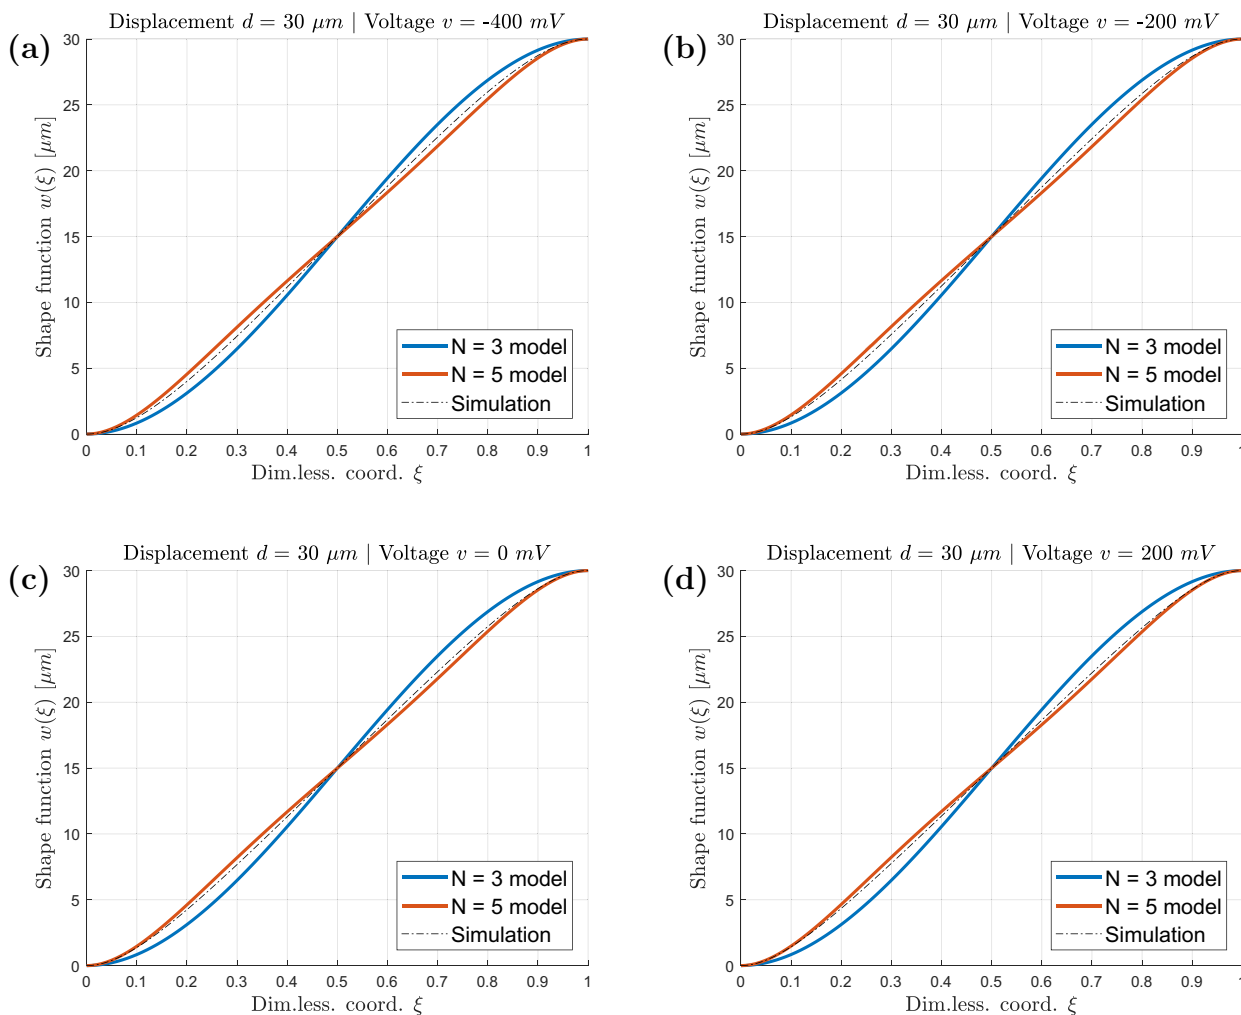 (a)
Displacement d = 30 μm | Voltage v = -400 mV
30
25
20
15
10
5
0
Shape function w(ξ) [μm]
0 0.1 0.2 0.3 0.4 0.5 0.6 0.7 0.8 0.9 1
Dim.less. coord. ξ
N = 3 model
N = 5 model
Simulation
(b)
Displacement d = 30 μm | Voltage v = -200 mV
30
25
20
15
10
5
0
Shape function w(ξ) [μm]
0 0.1 0.2 0.3 0.4 0.5 0.6 0.7 0.8 0.9 1
Dim.less. coord. ξ
N = 3 model
N = 5 model
Simulation
(c)
Displacement d = 30 μm | Voltage v = 0 mV
30
25
20
15
10
5
0
Shape function w(ξ) [μm]
0 0.1 0.2 0.3 0.4 0.5 0.6 0.7 0.8 0.9 1
Dim.less. coord. ξ
N = 3 model
N = 5 model
Simulation
(d)
Displacement d = 30 μm | Voltage v = 200 mV
30
25
20
15
10
5
0
Shape function w(ξ) [μm]
0 0.1 0.2 0.3 0.4 0.5 0.6 0.7 0.8 0.9 1
Dim.less. coord. ξ
N = 3 model
N = 5 model
Simulation